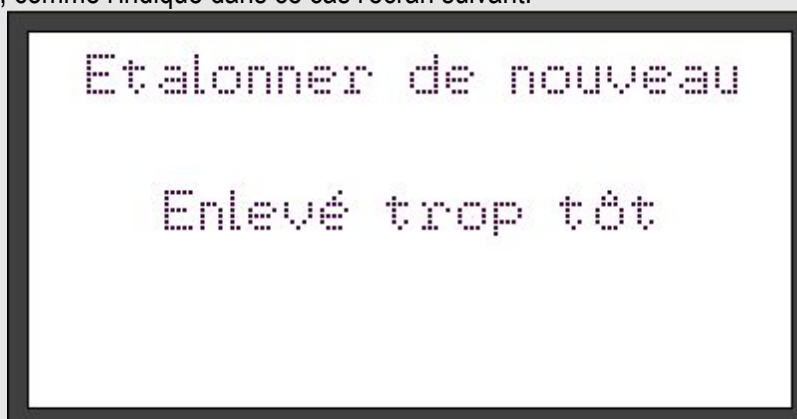 , comme l'indique dans ce cas l'écran suivant:
Etalonner de nouveau
Enlevé trop tôt